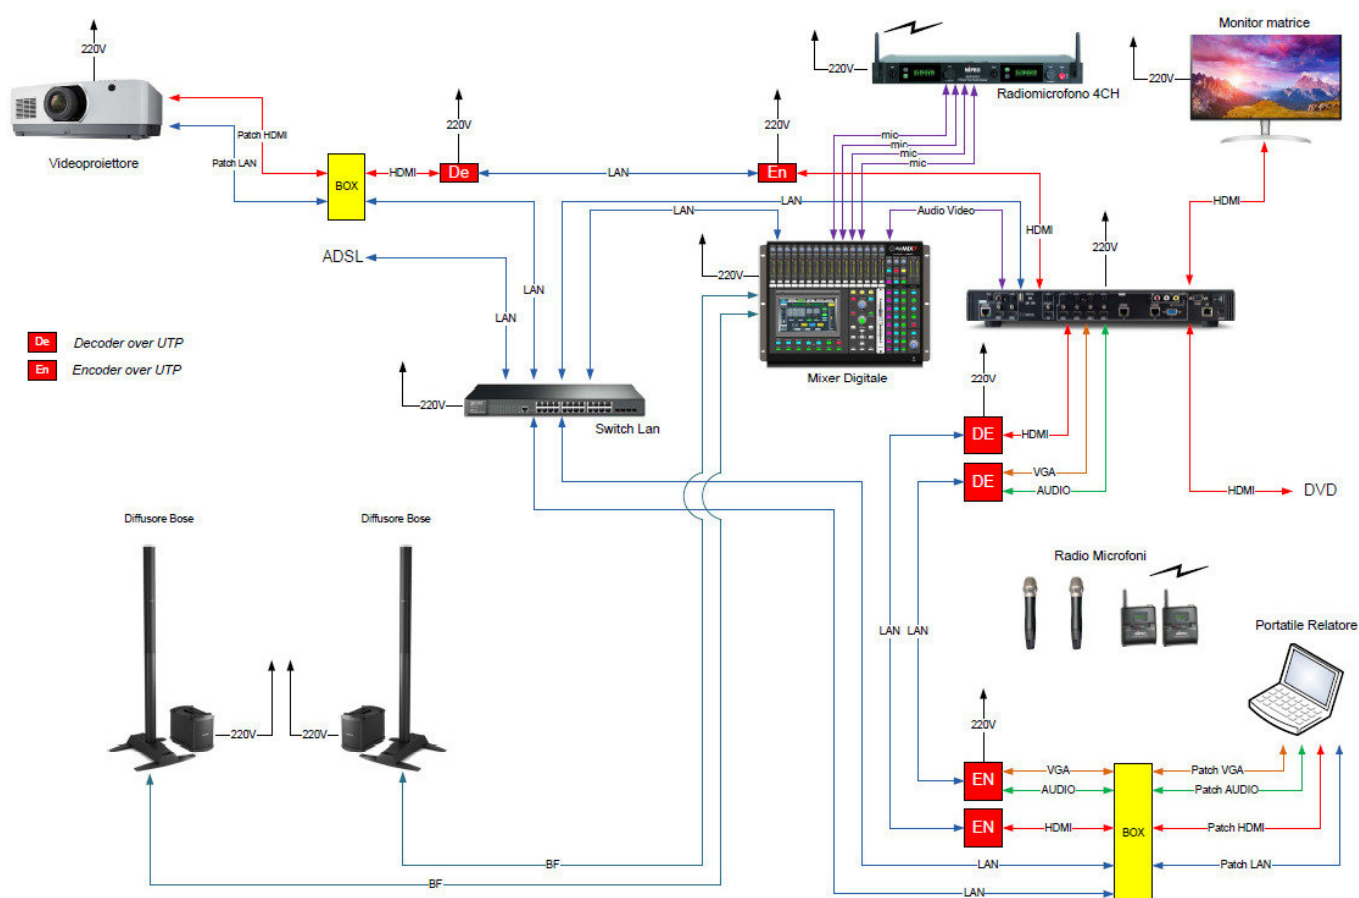 Monitor matrice
220V
220V
220V
Radiomicrofono 4CH
Patch HDMI
Patch LAN
Videoproiettore
220V
220V
mic
mic
mic
mic
BOX
HDMI
De
LAN
En
LAN
LAN
Audio Video
HDMI
HDMI
220V
ADSL
220V
LAN
LAN
De
Decoder over UTP
En
Encoder over UTP
Mixer Digitale
220V
220V
Switch Lan
DE
HDMI
DE
VGA
AUDIO
HDMI
DVD
Diffusore Bose
Diffusore Bose
Radio Microfoni
LAN
LAN
Portatile Relatore
220V
220V
220V
EN
VGA
Patch VGA
AUDIO
Patch AUDIO
EN
HDMI
BOX
Patch HDMI
BF
LAN
Patch LAN
BF
LAN